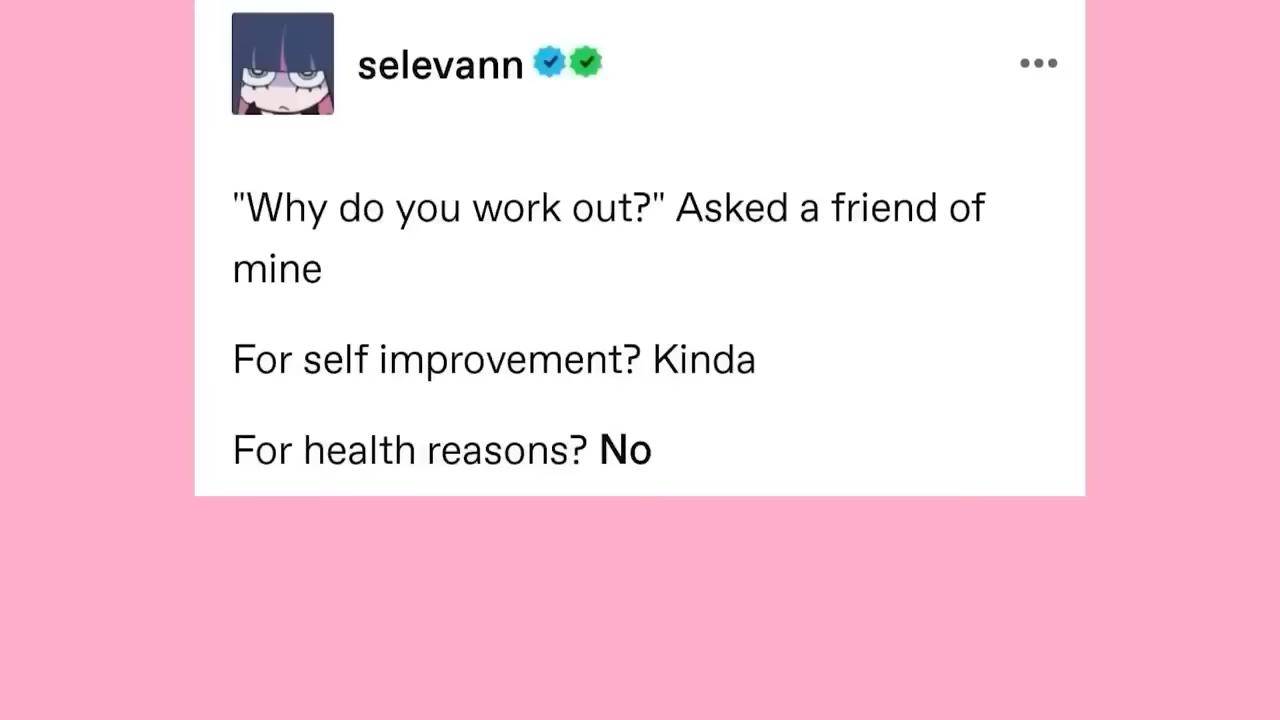 selevann
"Why do you work out?" Asked a friend of
mine
For self improvement? Kinda
For health reasons? No